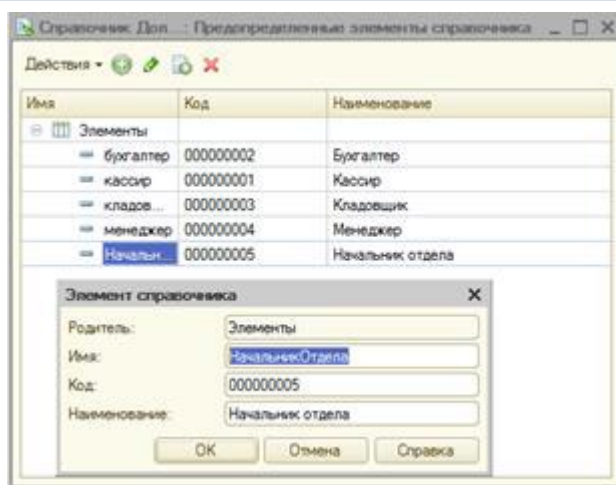 Справочник Дол...: Предопределенные элементы справочника
Действия
Имя Код Наименование
Элементы
бухгалтер 000000002 Бухгалтер
кассир 000000001 Кассир
кладов... 000000003 Кладовщик
менеджер 000000004 Менеджер
Начальн... 000000005 Начальник отдела
Элемент справочника
Родитель: Элементы
Имя: НачальникОтдела
Код: 000000005
Наименование: Начальник отдела
ОК Отмена Справка